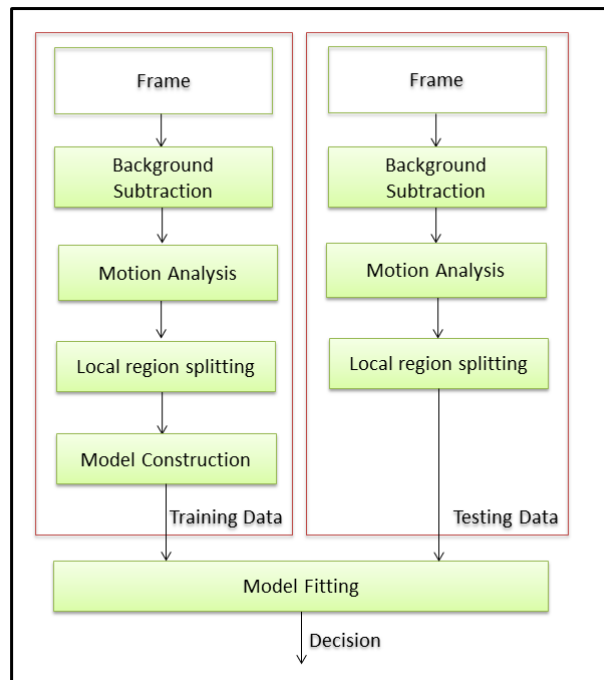 Frame
Background
Subtraction
Motion Analysis
Local region splitting
Model Construction
Training Data
Frame
Background
Subtraction
Motion Analysis
Local region splitting
Testing Data
Model Fitting
Decision